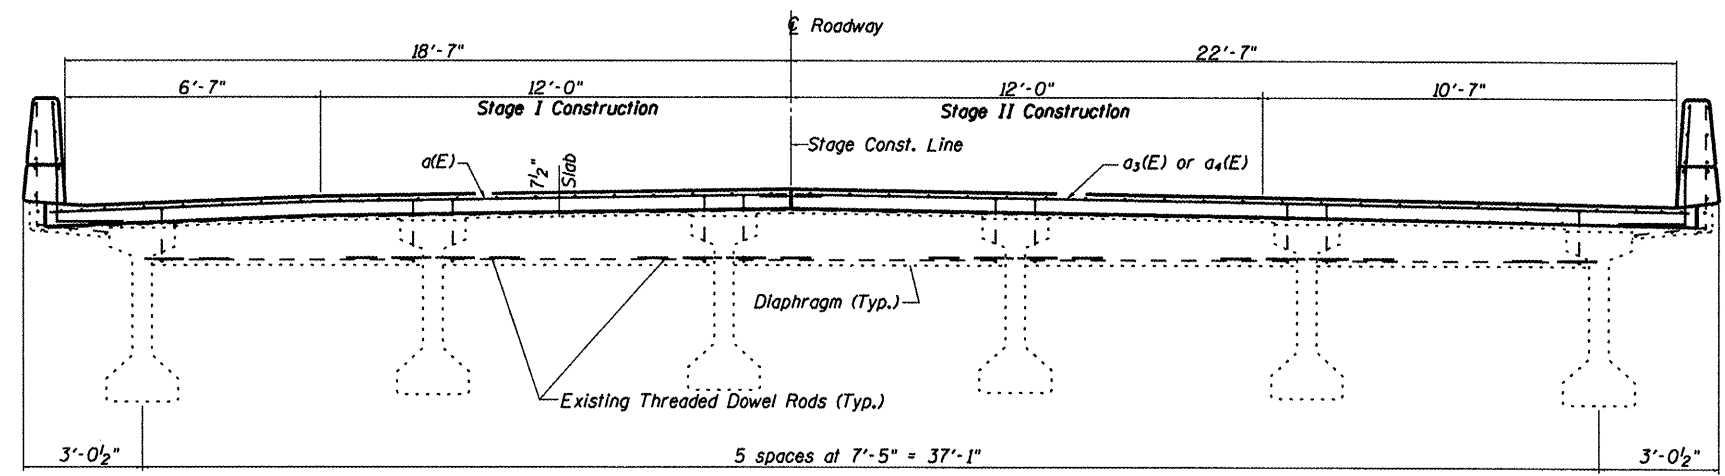 ℄ Roadway
18'-7"
22'-7"
6'-7"
12'-0"
12'-0"
10'-7"
Stage I Construction
Stage II Construction
Stage Const. Line
a(E)
7½"
Slab
a₃(E) or a₄(E)
Diaphragm (Typ.)
Existing Threaded Dowel Rods (Typ.)
3'-0½"
5 spaces at 7'-5" = 37'-1"
3'-0½"